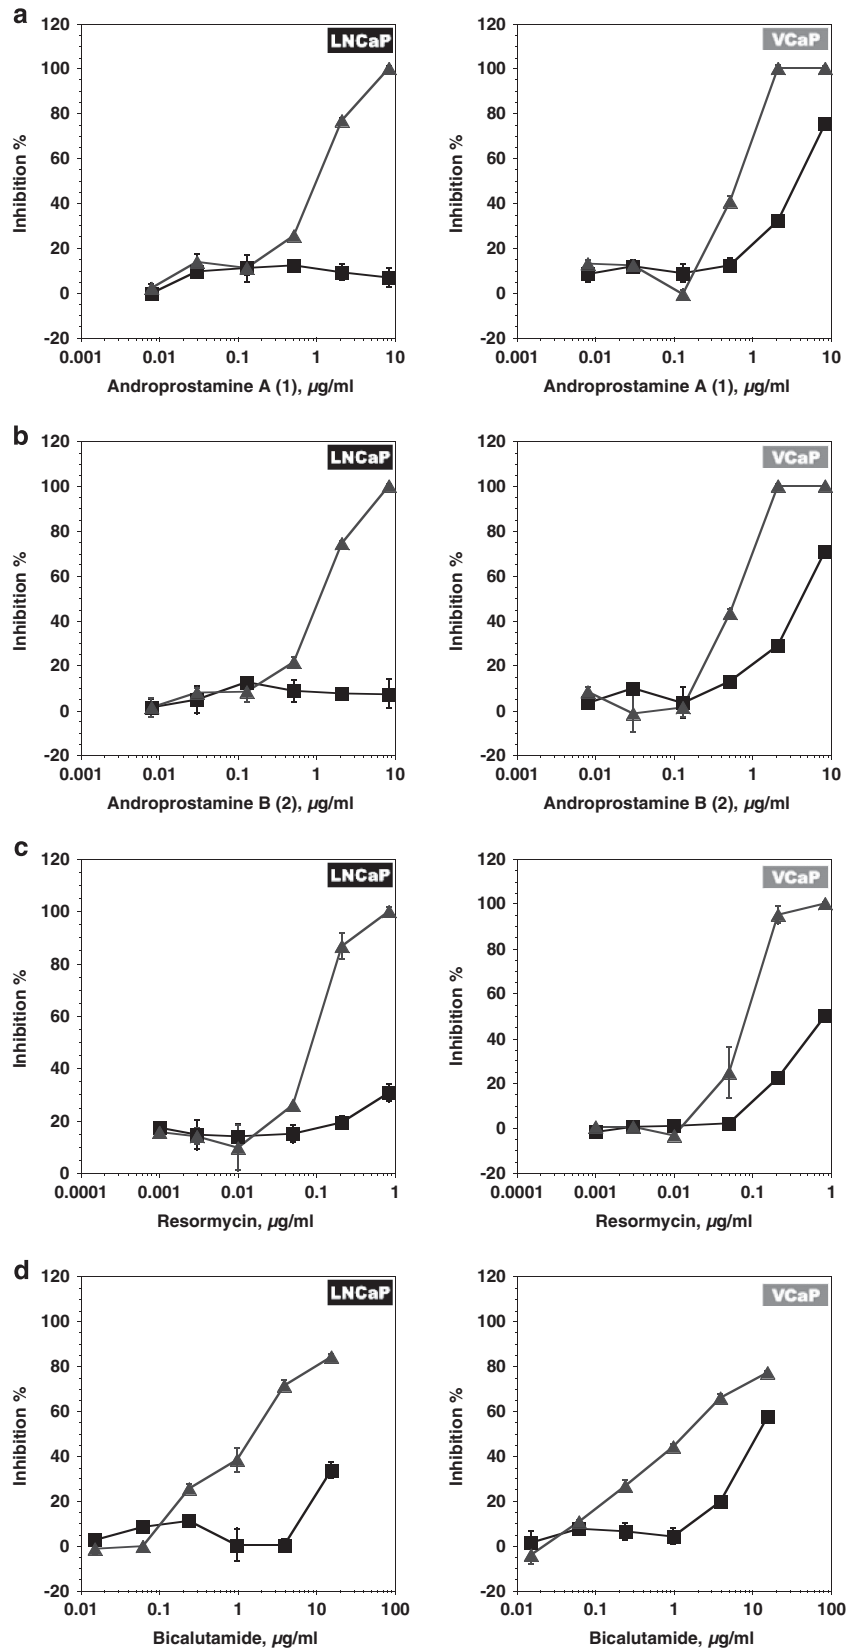 a
120
100
80
60
40
20
0
-20
Inhibition %
LNCaP
0.001 0.01 0.1 1 10
Androprostamine A (1), µg/ml
120
100
80
60
40
20
0
-20
Inhibition %
VCaP
0.001 0.01 0.1 1 10
Androprostamine A (1), µg/ml
b
120
100
80
60
40
20
0
-20
Inhibition %
LNCaP
0.001 0.01 0.1 1 10
Androprostamine B (2), µg/ml
120
100
80
60
40
20
0
-20
Inhibition %
VCaP
0.001 0.01 0.1 1 10
Androprostamine B (2), µg/ml
c
120
100
80
60
40
20
0
Inhibition %
LNCaP
0.0001 0.001 0.01 0.1 1
Resormycin, µg/ml
120
100
80
60
40
20
0
-20
Inhibition %
VCaP
0.0001 0.001 0.01 0.1 1
Resormycin, µg/ml
d
120
100
80
60
40
20
0
-20
Inhibition %
LNCaP
0.01 0.1 1 10 100
Bicalutamide, µg/ml
120
100
80
60
40
20
0
-20
Inhibition %
VCaP
0.01 0.1 1 10 100
Bicalutamide, µg/ml